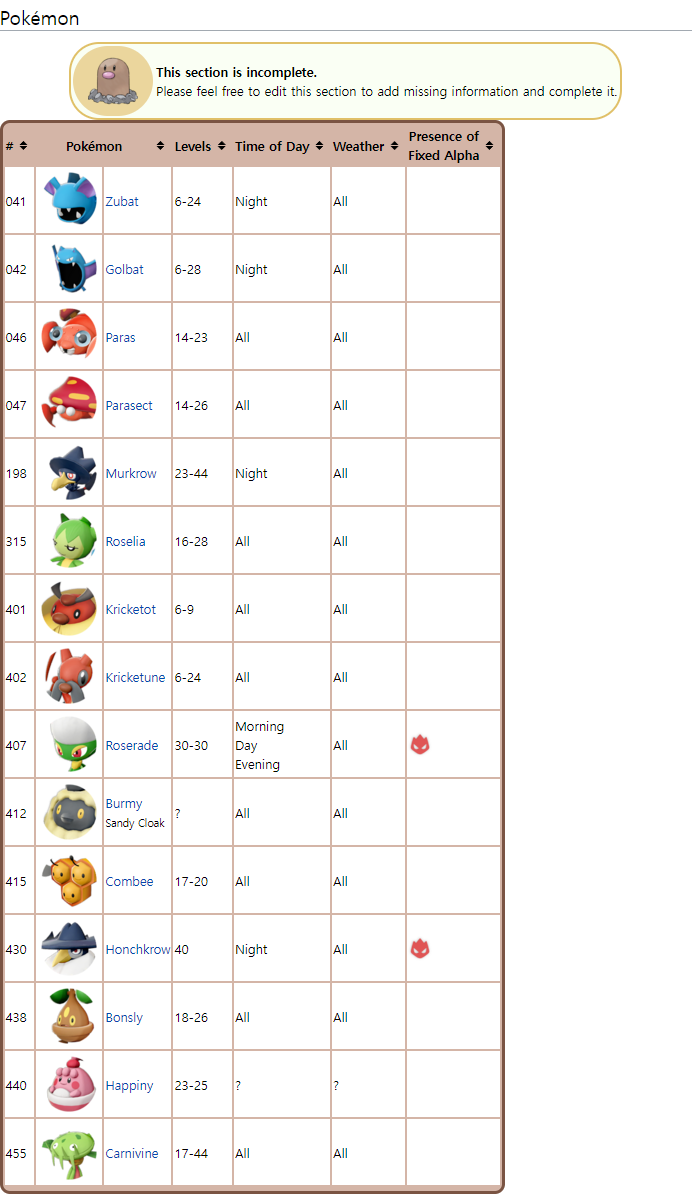 Pokémon
This section is incomplete.
Please feel free to edit this section to add missing information and complete it.
# Pokémon Levels Time of Day Weather Presence of
Fixed Alpha
041 Zubat 6-24 Night All
042 Golbat 6-28 Night All
046 Paras 14-23 All All
047 Parasect 14-26 All All
198 Murkrow 23-44 Night All
315 Roselia 16-28 All All
401 Kricketot 6-9 All All
402 Kricketune 6-24 All All
407 Roserade 30-30 Morning
Day
Evening All
412 Burmy
Sandy Cloak ? All All
415 Combee 17-20 All All
430 Honchkrow 40 Night All
438 Bonsly 18-26 All All
440 Happiny 23-25 ? ?
455 Carnivine 17-44 All All